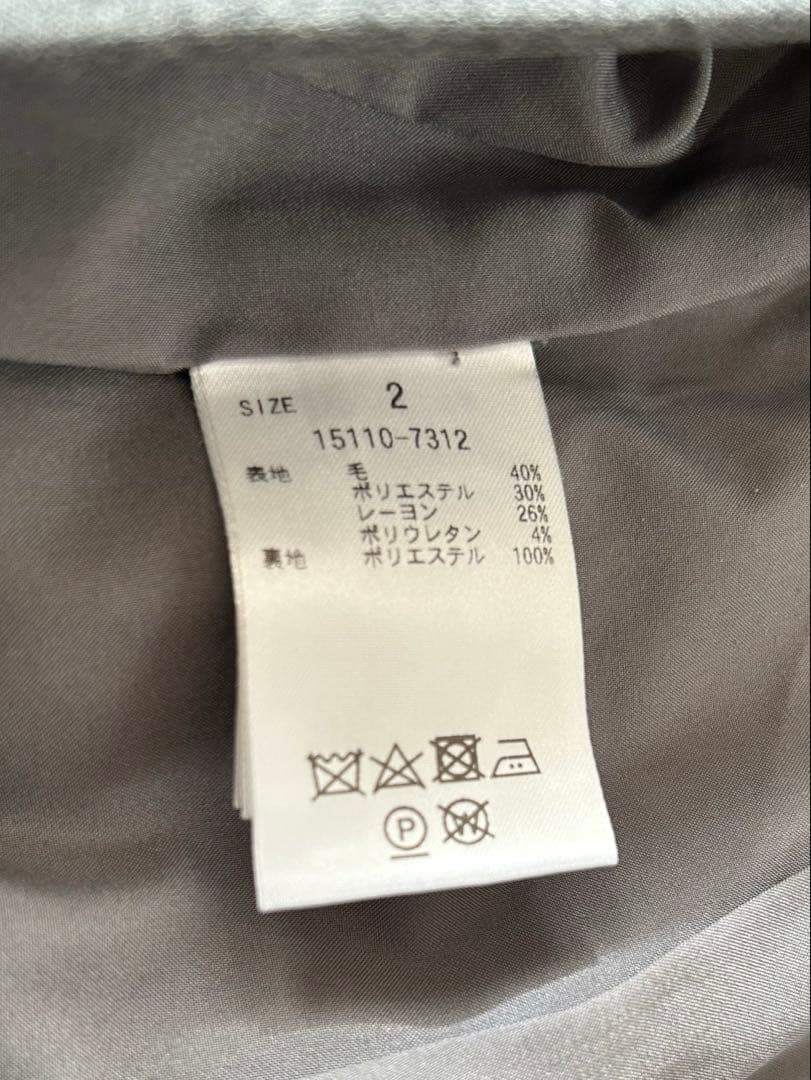 SIZE 2
15110-7312
表地 毛 40%
ポリエステル 30%
レーヨン 26%
ポリウレタン 4%
裏地 ポリエステル 100%
P W